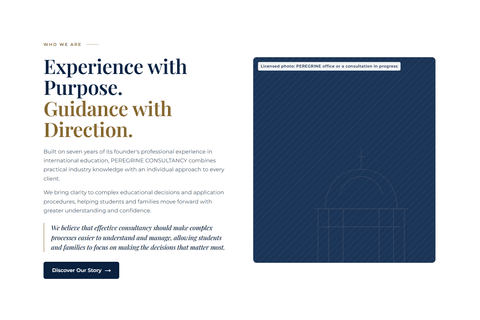 WHO WE ARE
Experience with
Purpose.
Guidance with
Direction.
Built on seven years of its founder's professional experience in
international education, PEREGRINE CONSULTANCY combines
practical industry knowledge with an individual approach to every
client.
We bring clarity to complex educational decisions and application
procedures, helping students and families move forward with
greater understanding and confidence.
We believe that effective consultancy should make complex
processes easier to understand and manage, allowing students
and families to focus on making the decisions that matter most.
Discover Our Story →
Licensed photo: PEREGRINE office or a consultation in progress